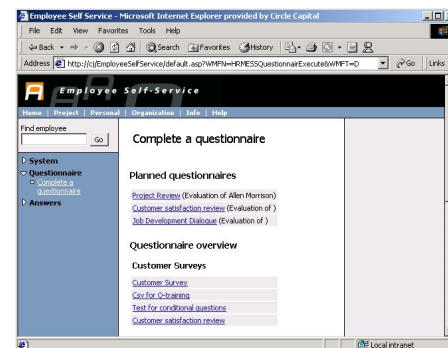 Employee Self Service - Microsoft Internet Explorer provided by Circle Capital
File Edit View Favorites Tools Help
Back Search Favorites History
Address http://cj/EmployeeSelfService/default.asp?WMFN=HRMESSQuestionnairExecute&WMFT=D Go Links
Employee Self-Service
Home | Project | Personal | Organization | Info | Help
Find employee
Go
System
Questionnaire
Complete a
questionnaire
Answers
Complete a questionnaire
Planned questionnaires
Project Review (Evaluation of Allen Morrison)
Customer satisfaction review (Evaluation of )
Job Development Dialogue (Evaluation of )
Questionnaire overview
Customer Surveys
Customer Survey
Csv for O-training
Test for conditional questions
Customer satisfaction review
Local intranet